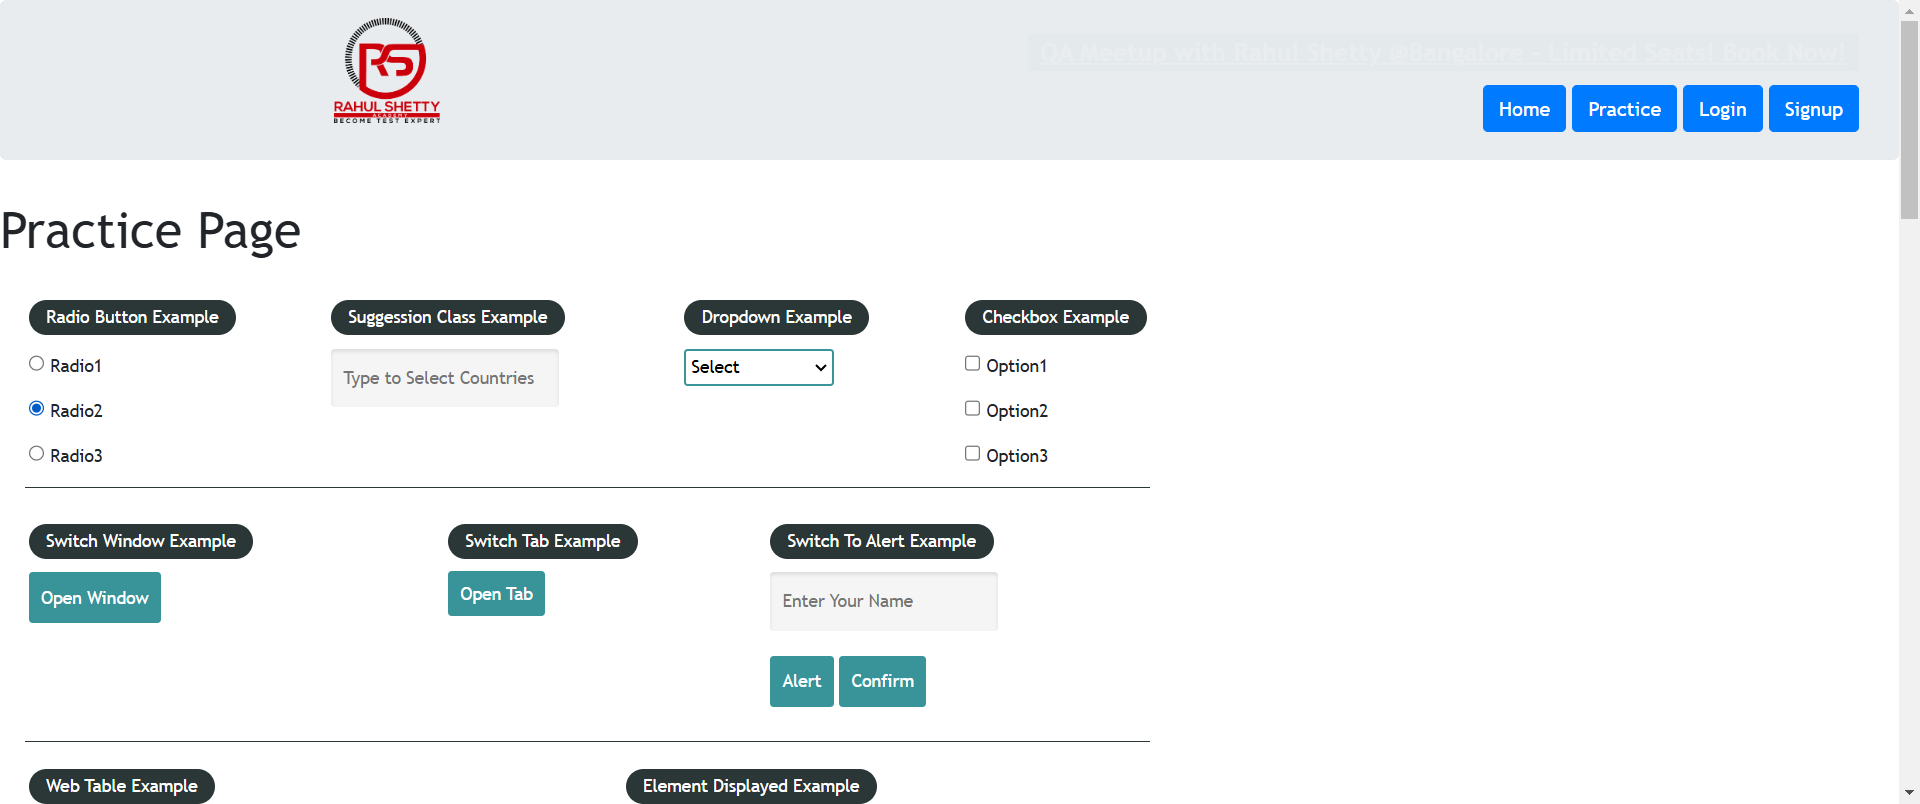 RAHUL SHETTY
ACADEMY
BECOME TEST EXPERT
QA Meetup with Rahul Shetty @Bangalore - Limited Seats! Book Now!
Home Practice Login Signup
Practice Page
Radio Button Example Suggession Class Example Dropdown Example Checkbox Example
Radio1 Type to Select Countries Select Option1
Radio2 Option2
Radio3 Option3
Switch Window Example Switch Tab Example Switch To Alert Example
Open Window Open Tab Enter Your Name
Alert Confirm
Web Table Example Element Displayed Example